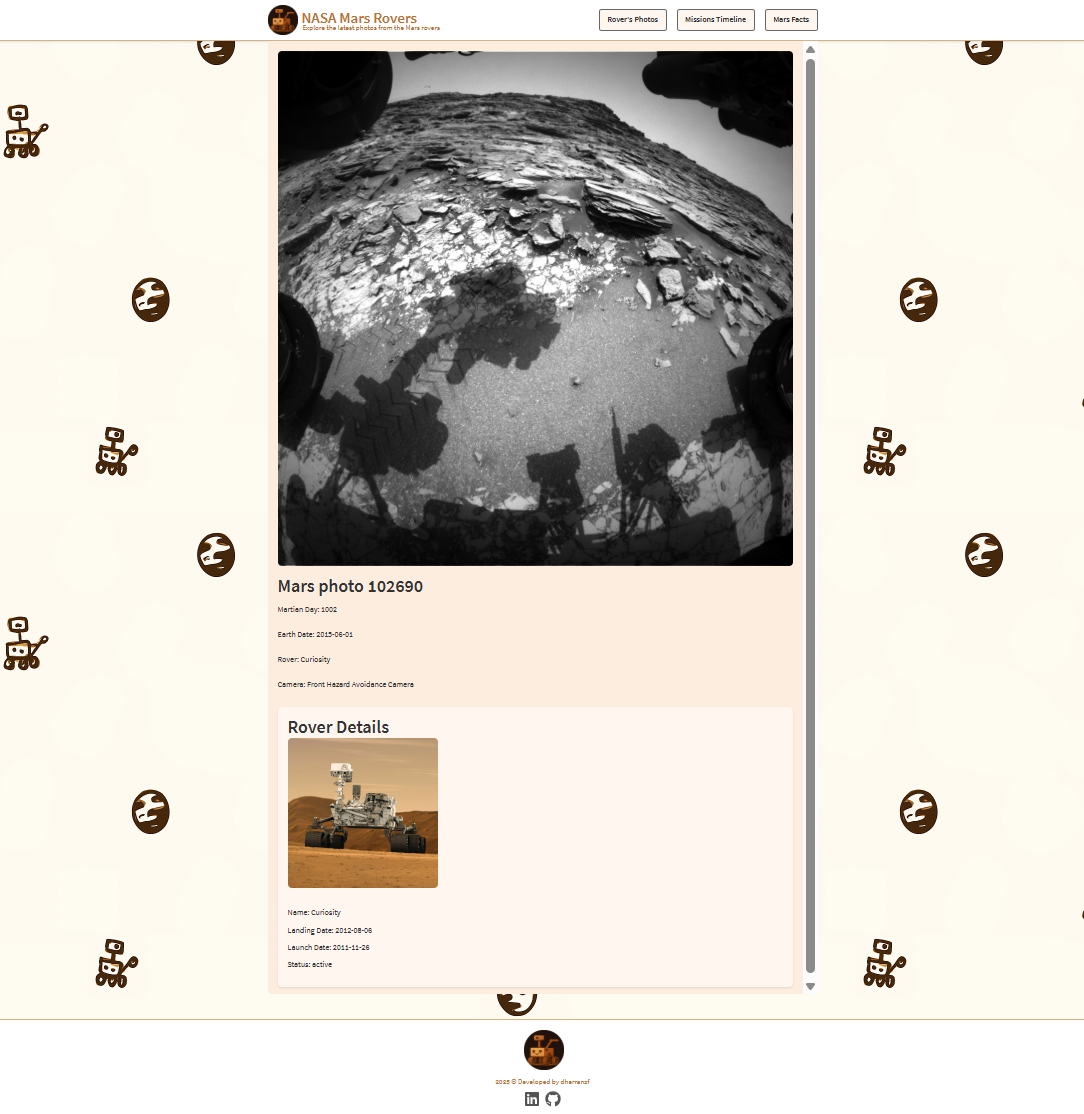 NASA Mars Rovers
Explore the latest photos from the Mars rovers
Rover's Photos
Missions Timeline
Mars Facts
Mars photo 102690
Martian Day: 1002
Earth Date: 2015-06-01
Rover: Curiosity
Camera: Front Hazard Avoidance Camera
Rover Details
Name: Curiosity
Landing Date: 2012-08-06
Launch Date: 2011-11-26
Status: active
2025 © Developed by dharranzf
in